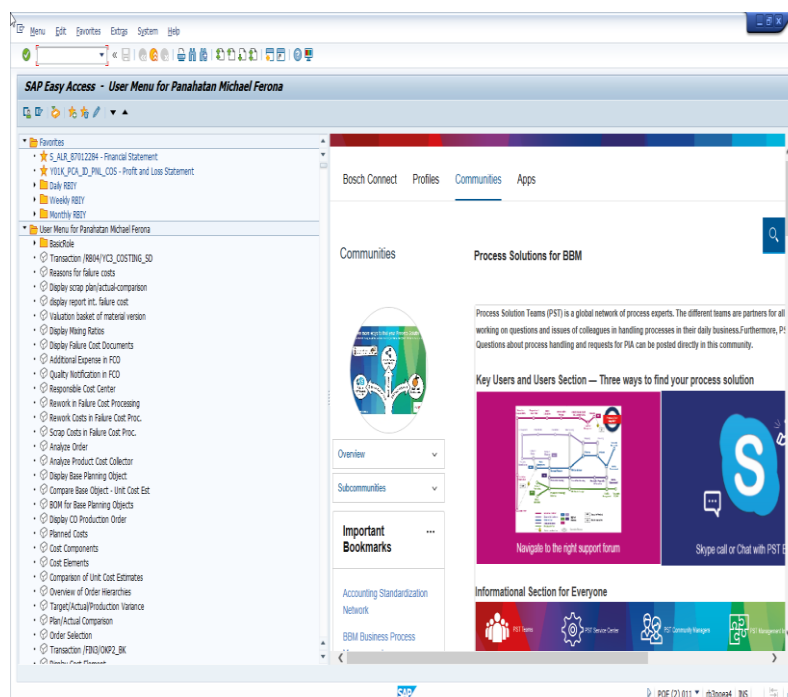 Menu Edit Favorites Extras System Help
SAP Easy Access - User Menu for Panahatan Michael Ferona
Favorites
S_ALR_87012284 - Financial Statement
Y01K_PCA_ID_PNL_COS - Profit and Loss Statement
Daily RBIY
Weekly RBIY
Monthly RBIY
User Menu for Panahatan Michael Ferona
BasicRole
Transaction /RB04/YC3_COSTING_SD
Reasons for failure costs
Display scrap plan/actual-comparison
display report int. failure cost
Valuation basket of material version
Display Mixing Ratios
Display Failure Cost Documents
Additional Expense in FCO
Quality Notification in FCO
Responsible Cost Center
Rework in Failure Cost Processing
Rework Costs in Failure Cost Proc.
Scrap Costs in Failure Cost Proc.
Analyze Order
Analyze Product Cost Collector
Display Base Planning Object
Compare Base Object - Unit Cost Est
BOM for Base Planning Objects
Display CO Production Order
Planned Costs
Cost Components
Cost Elements
Comparison of Unit Cost Estimates
Overview of Order Hierarchies
Target/Actual/Production Variance
Plan/Actual Comparison
Order Selection
Transaction /FIN3/OKP2_BK
Display Cost Element
Bosch Connect Profiles Communities Apps
Communities
Overview
Subcommunities
Important
Bookmarks
Accounting Standardization
Network
BBM Business Process
Process Solutions for BBM
Process Solution Teams (PST) is a global network of process experts. The different teams are partners for all
working on questions and issues of colleagues in handling processes in their daily business.Furthermore,
Questions about process handling and requests for PIA can be posted directly in this community.
Key Users and Users Section — Three ways to find your process solution
Navigate to the right support forum
Skype call or Chat with PST
Informational Section for Everyone
PST Teams
PST Service Center
PST Community Managers
PST Management
SAP
INS